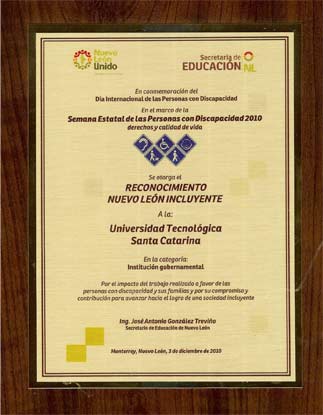 Nuevo León Unido
Secretaría de
EDUCACIÓN NL
En conmemoración del
Día Internacional de las Personas con Discapacidad
En el marco de la
Semana Estatal de las Personas con Discapacidad 2010
derechos y calidad de vida
Se otorga el
RECONOCIMIENTO
NUEVO LEÓN INCLUYENTE
A la:
Universidad Tecnológica
Santa Catarina
En la categoría:
Institución gubernamental
Por el impacto del trabajo realizado a favor de las
personas con discapacidad y sus familias y por su compromiso y
contribución para avanzar hacia el logro de una sociedad incluyente
Ing. José Antonio González Treviño
Secretario de Educación de Nuevo León
Monterrey, Nuevo León, 3 de diciembre de 2010